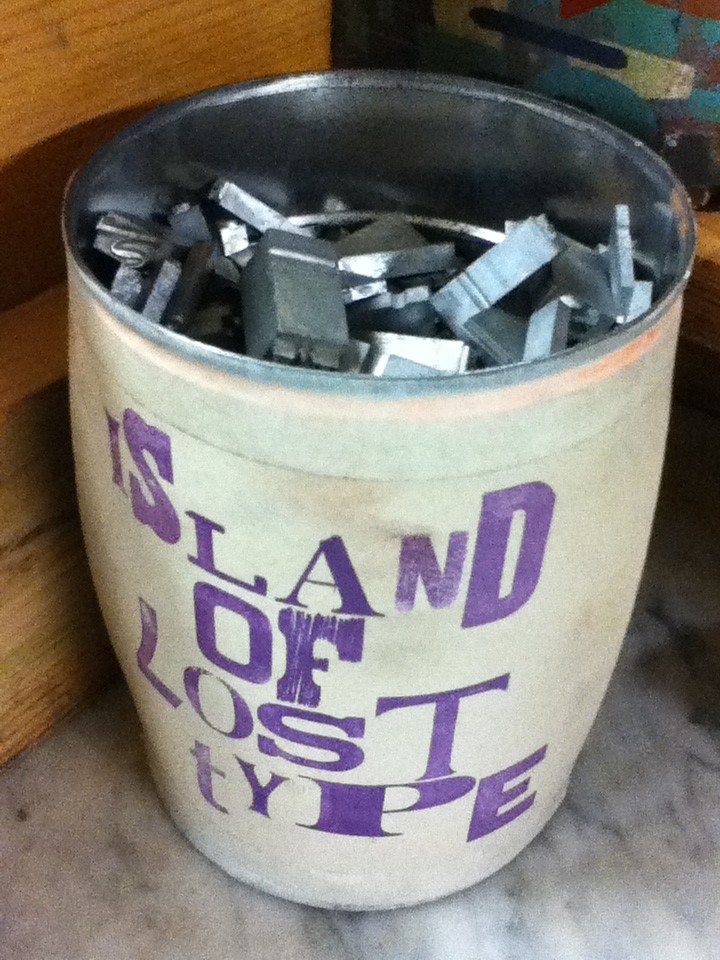 ISLAND
OF
LOST
tYPE
S